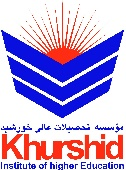 مؤسسه تحصیلات عالی خورشید
Khurshid
Institute of higher Education